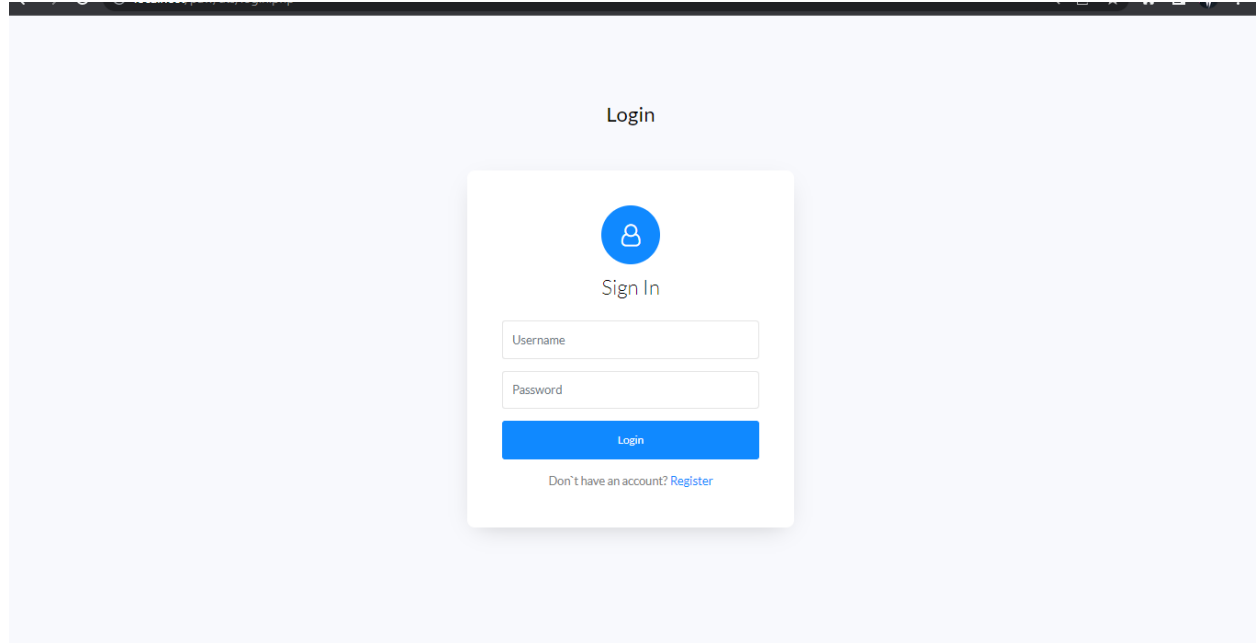 Login
Sign In
Username
Password
Login
Don`t have an account? Register